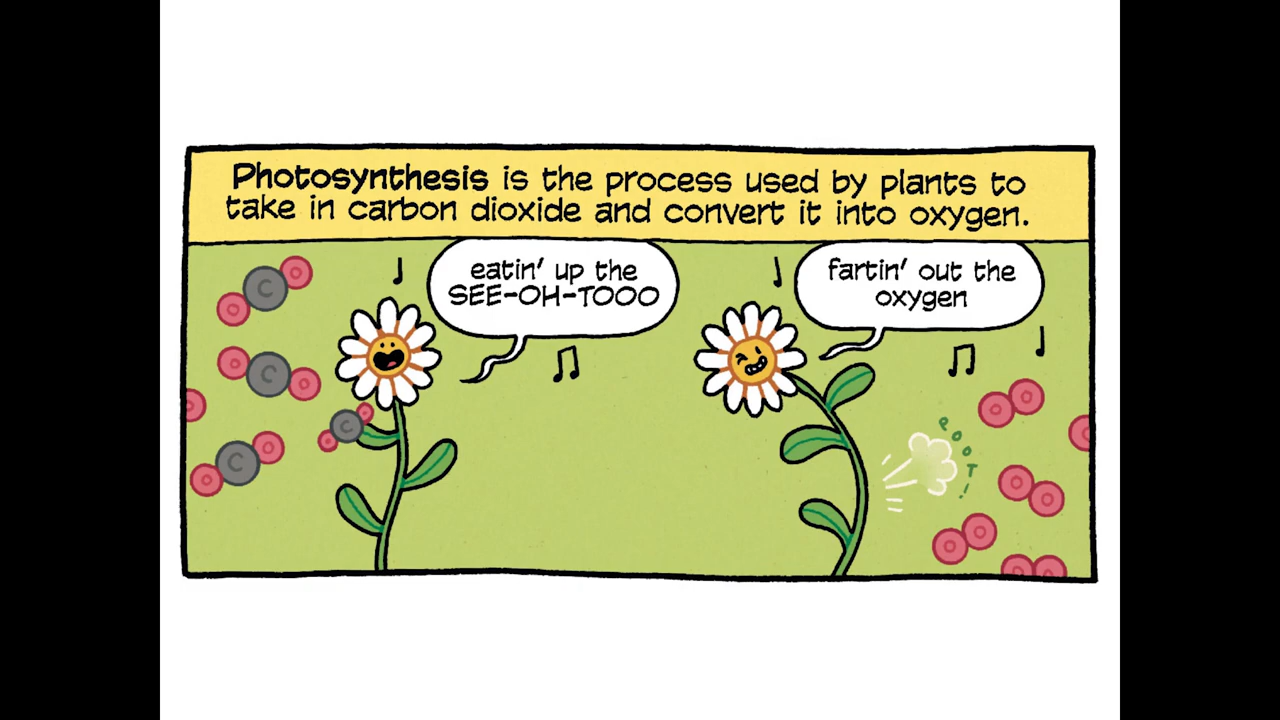 Photosynthesis is the process used by plants to
take in carbon dioxide and convert it into oxygen.
eatin' up the
SEE-OH-TOOO
fartin' out the
oxygen
C
C
C
C
POOT!